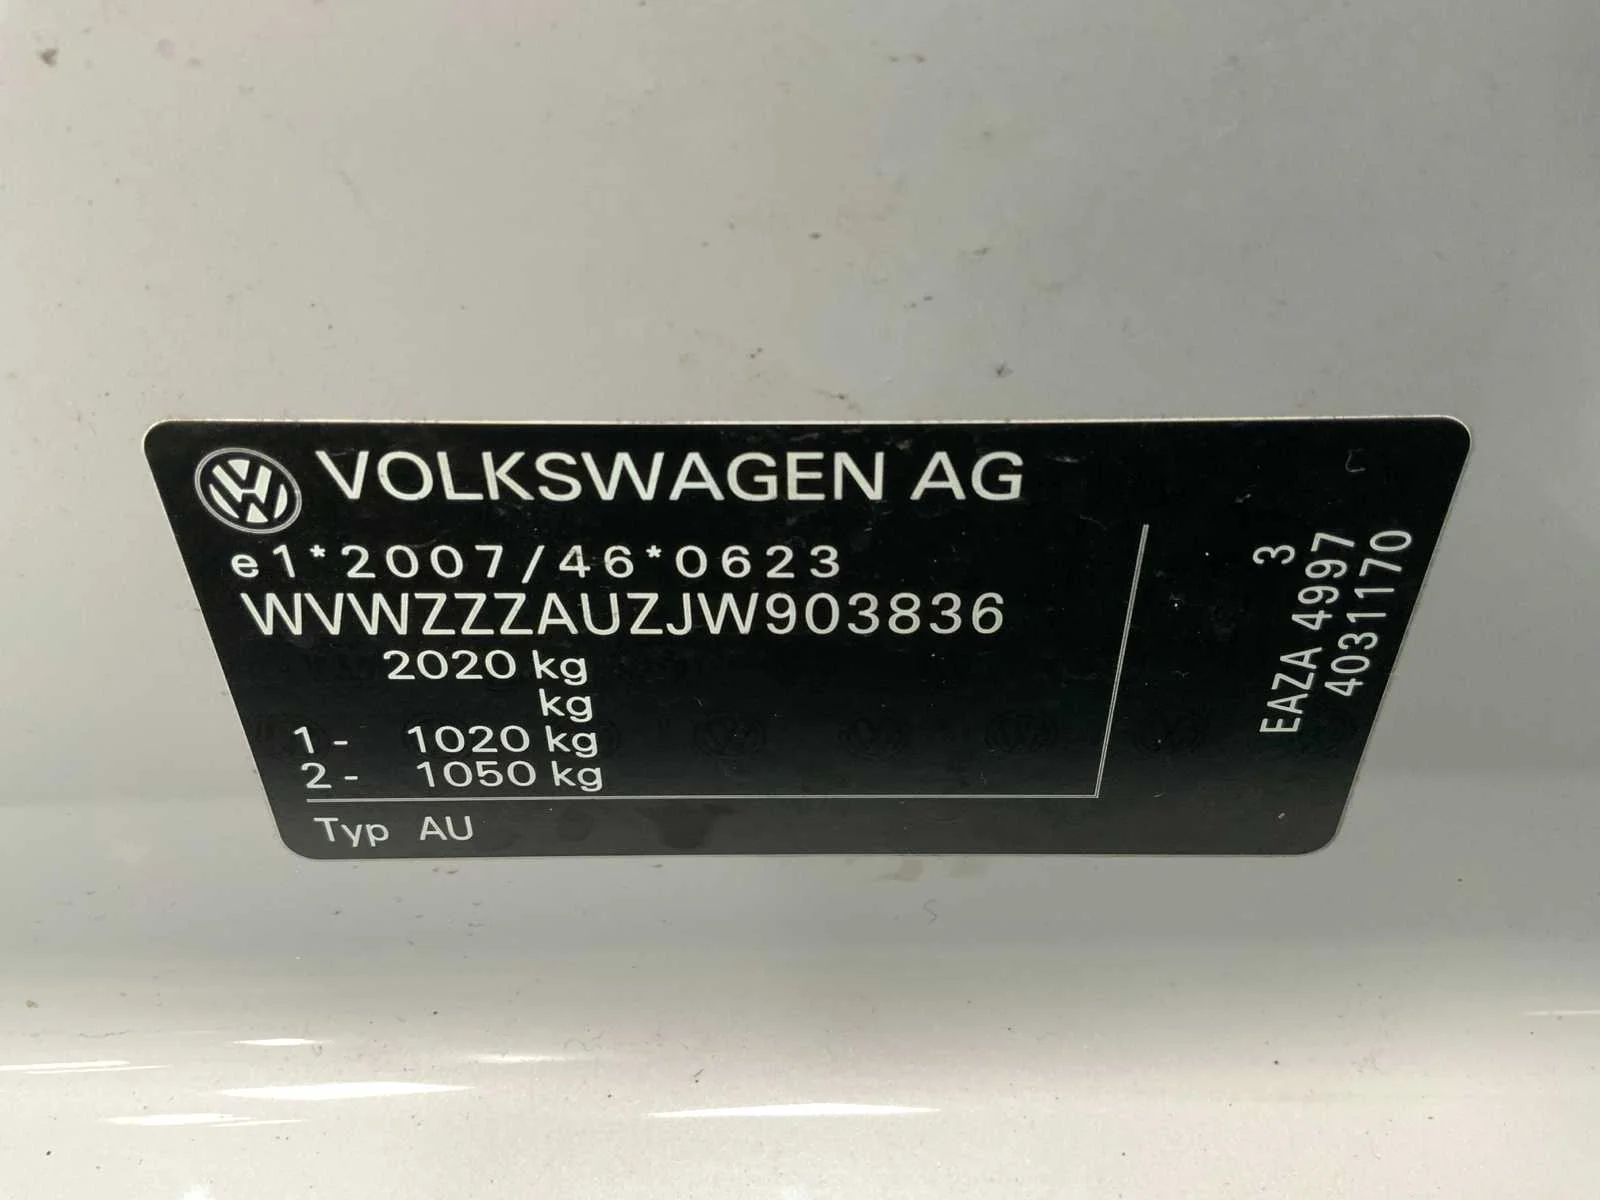 VOLKSWAGEN AG
e1*2007/46*0623
WVWZZZAUZJW903836
2020 kg
kg
1- 1020 kg
2- 1050 kg
Typ AU
3
EAZA 4997
4031170